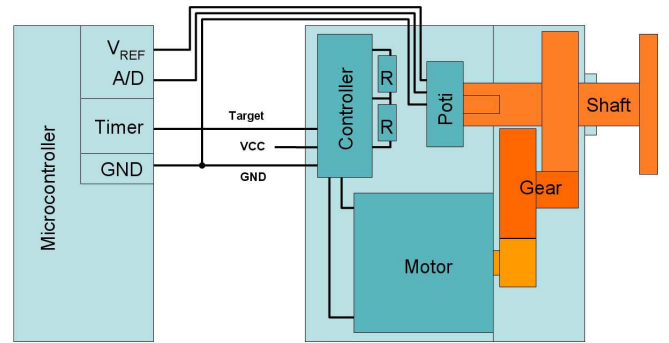 Microcontroller
VREF
A/D
Timer
GND
Target
VCC
GND
Controller
R
R
Poti
Motor
Gear
Shaft